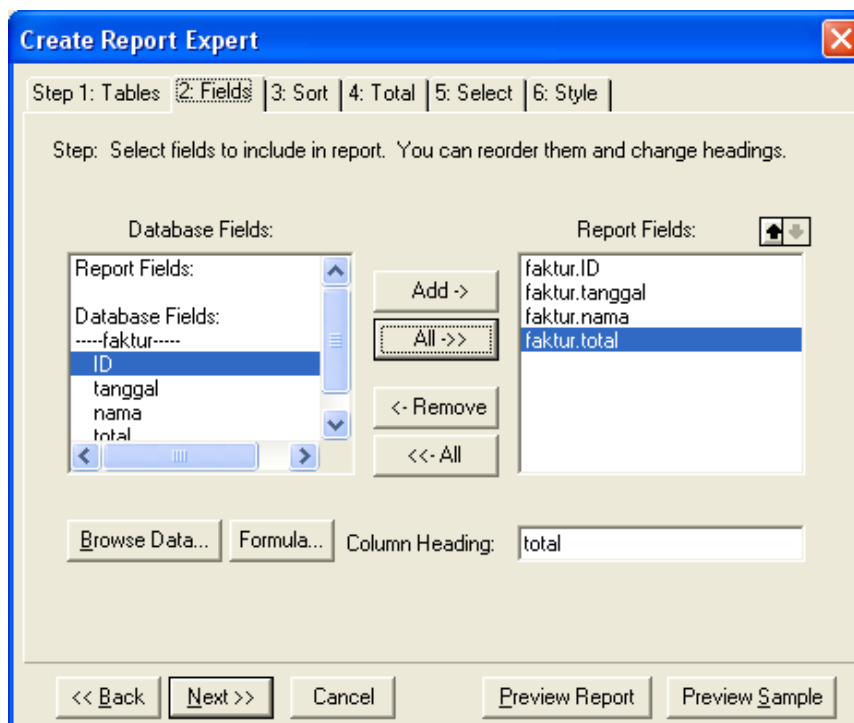 Create Report Expert
Step 1: Tables 2: Fields 3: Sort 4: Total 5: Select 6: Style
Step: Select fields to include in report. You can reorder them and change headings.
Database Fields:
Report Fields:
Database Fields:
-----faktur-----
ID
tanggal
nama
total
Add ->
All ->>
<- Remove
<<- All
Report Fields:
faktur.ID
faktur.tanggal
faktur.nama
faktur.total
Browse Data... Formula... Column Heading: total
<< Back Next >> Cancel Preview Report Preview Sample